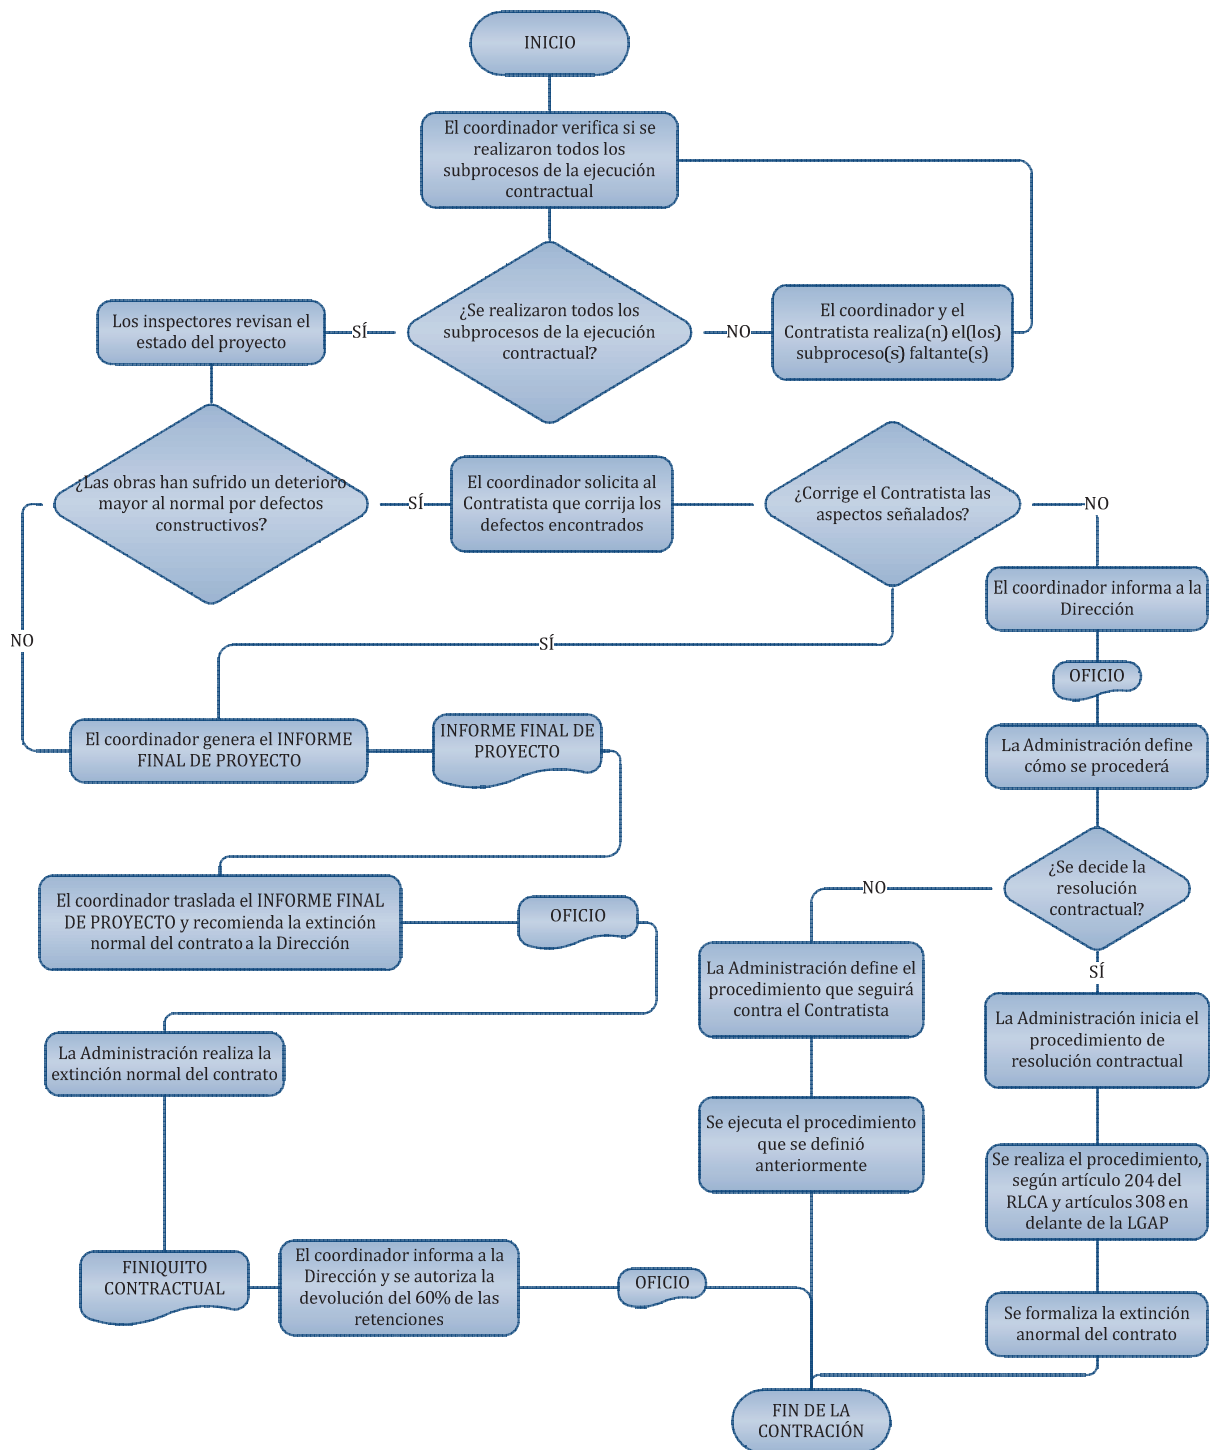 INICIO
El coordinador verifica si se
realizaron todos los
subprocesos de la ejecución
contractual
¿Se realizaron todos los
subprocesos de la ejecución
contractual?
SÍ
NO
Los inspectores revisan el
estado del proyecto
El coordinador y el
Contratista realiza(n) el(los)
subproceso(s) faltante(s)
¿Las obras han sufrido un deterioro
mayor al normal por defectos
constructivos?
SÍ
El coordinador solicita al
Contratista que corrija los
defectos encontrados
¿Corrige el Contratista las
aspectos señalados?
NO
El coordinador informa a la
Dirección
NO
SÍ
OFICIO
El coordinador genera el INFORME
FINAL DE PROYECTO
INFORME FINAL DE
PROYECTO
La Administración define
cómo se procederá
¿Se decide la
resolución
contractual?
NO
SÍ
El coordinador traslada el INFORME FINAL
DE PROYECTO y recomienda la extinción
normal del contrato a la Dirección
OFICIO
La Administración define el
procedimiento que seguirá
contra el Contratista
La Administración inicia el
procedimiento de
resolución contractual
La Administración realiza la
extinción normal del contrato
Se ejecuta el procedimiento
que se definió
anteriormente
Se realiza el procedimiento,
según artículo 204 del
RLCA y artículos 308 en
delante de la LGAP
FINIQUITO
CONTRACTUAL
El coordinador informa a la
Dirección y se autoriza la
devolución del 60% de las
retenciones
OFICIO
Se formaliza la extinción
anormal del contrato
FIN DE LA
CONTRACIÓN